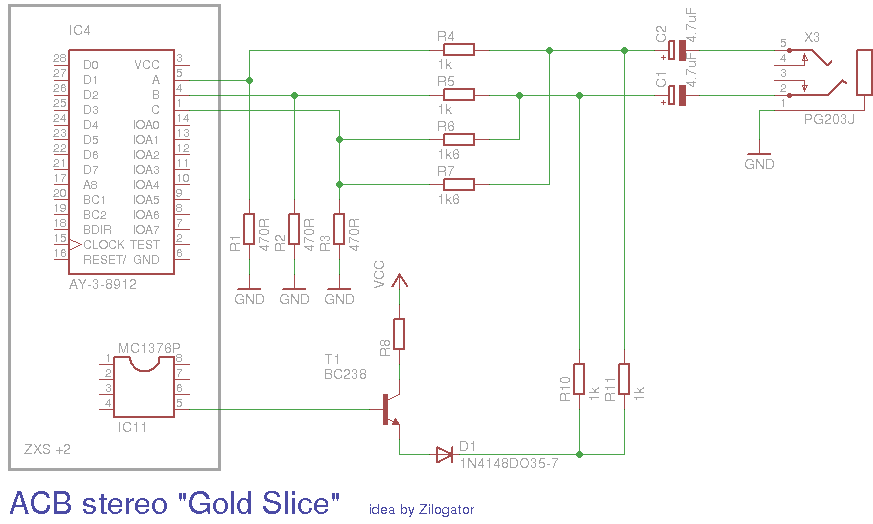 IC4
28 D0 VCC 3
27 D1 A 5
26 D2 B 4
25 D3 C 1
24 D4 IOA0 14
23 D5 IOA1 13
22 D6 IOA2 12
21 D7 IOA3 11
17 A8 IOA4 10
20 BC1 IOA5 9
19 BC2 IOA6 8
18 BDIR IOA7 7
15 CLOCK TEST 2
16 RESET/ GND 6
AY-3-8912
R4
1k
R5
1k
R6
1k6
R7
1k6
C2
4.7uF
C1
4.7uF
X3
5
4
3
2
1
PG203J
GND
R1
470R
R2
470R
R3
470R
GND
GND
GND
VCC
R8
T1
BC238
MC1376P
1 8
2 7
3 6
4 5
IC11
R10
1k
R11
1k
D1
1N4148DO35-7
ZXS +2
ACB stereo "Gold Slice"
idea by Zilogator